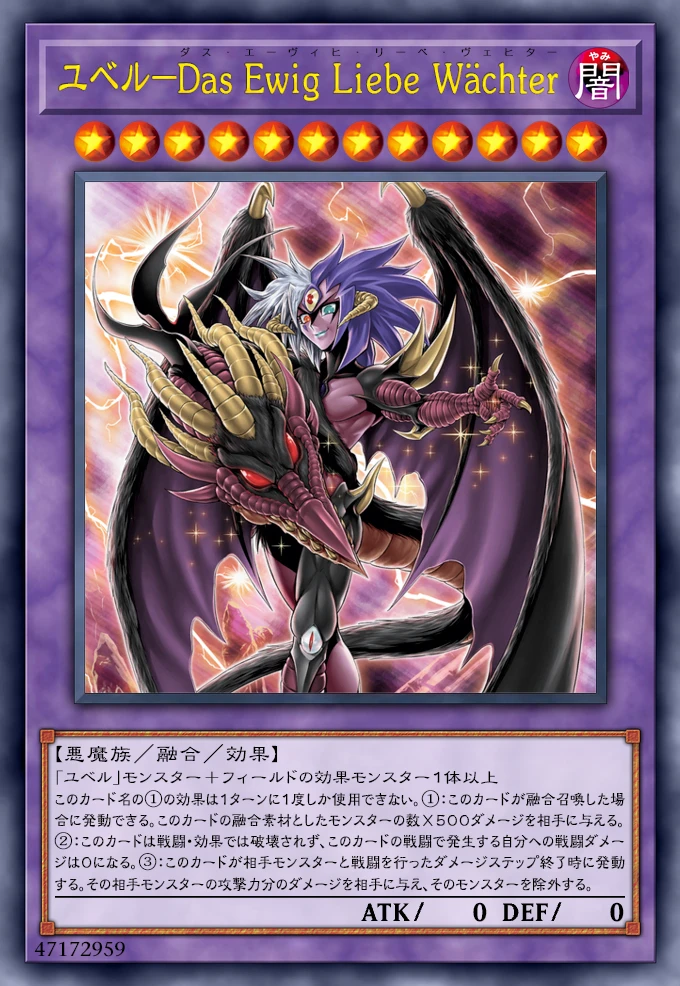 ダス・エーヴィヒ・リーベ・ヴェヒター
ユベルーDas Ewig Liebe Wächter
やみ
闇
【悪魔族／融合／効果】
「ユベル」モンスター＋フィールドの効果モンスター1体以上
このカード名の①の効果は1ターンに1度しか使用できない。①：このカードが融合召喚した場
合に発動できる。このカードの融合素材としたモンスターの数×500ダメージを相手に与える。
②：このカードは戦闘・効果では破壊されず、このカードの戦闘で発生する自分への戦闘ダメー
ジは0になる。③：このカードが相手モンスターと戦闘を行ったダメージステップ終了時に発動
する。その相手モンスターの攻撃力分のダメージを相手に与え、そのモンスターを除外する。
ATK/ 0 DEF/ 0
47172959